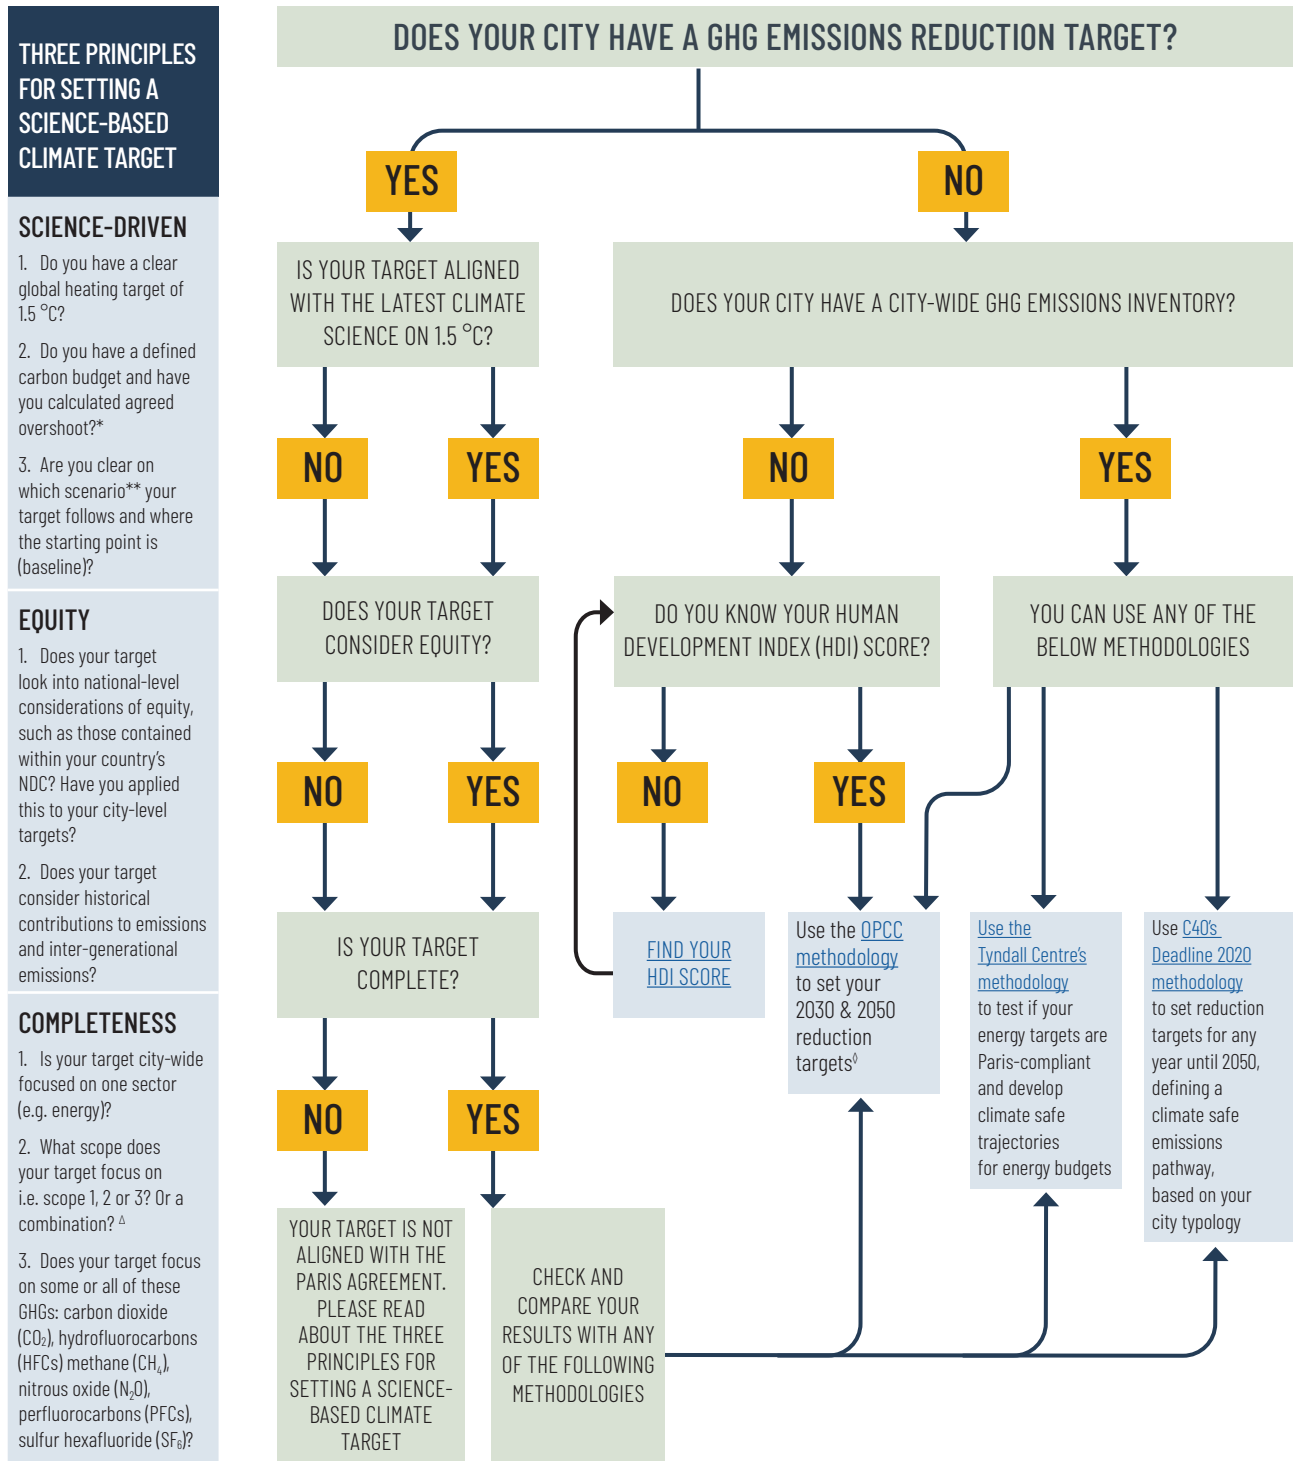 THREE PRINCIPLES
FOR SETTING A
SCIENCE-BASED
CLIMATE TARGET
SCIENCE-DRIVEN
1. Do you have a clear
global heating target of
1.5 °C?
2. Do you have a defined
carbon budget and have
you calculated agreed
overshoot?*
3. Are you clear on
which scenario** your
target follows and where
the starting point is
(baseline)?
EQUITY
1. Does your target
look into national-level
considerations of equity,
such as those contained
within your country's
NDC? Have you applied
this to your city-level
targets?
2. Does your target
consider historical
contributions to emissions
and inter-generational
emissions?
COMPLETENESS
1. Is your target city-wide
focused on one sector
(e.g. energy)?
2. What scope does
your target focus on
i.e. scope 1, 2 or 3? Or a
combination? Δ
3. Does your target focus
on some or all of these
GHGs: carbon dioxide
(CO₂), hydrofluorocarbons
(HFCs) methane (CH₄),
nitrous oxide (N₂O),
perfluorocarbons (PFCs),
sulfur hexafluoride (SF₆)?
DOES YOUR CITY HAVE A GHG EMISSIONS REDUCTION TARGET?
YES
NO
IS YOUR TARGET ALIGNED
WITH THE LATEST CLIMATE
SCIENCE ON 1.5 °C?
DOES YOUR CITY HAVE A CITY-WIDE GHG EMISSIONS INVENTORY?
NO
YES
NO
YES
DOES YOUR TARGET
CONSIDER EQUITY?
DO YOU KNOW YOUR HUMAN
DEVELOPMENT INDEX (HDI) SCORE?
YOU CAN USE ANY OF THE
BELOW METHODOLOGIES
NO
YES
NO
YES
IS YOUR TARGET
COMPLETE?
FIND YOUR
HDI SCORE
Use the OPCC
methodology
to set your
2030 & 2050
reduction
targets◊
Use the
Tyndall Centre's
methodology
to test if your
energy targets are
Paris-compliant
and develop
climate safe
trajectories
for energy budgets
Use C40's
Deadline 2020
methodology
to set reduction
targets for any
year until 2050,
defining a
climate safe
emissions
pathway,
based on your
city typology
NO
YES
YOUR TARGET IS NOT
ALIGNED WITH THE
PARIS AGREEMENT.
PLEASE READ
ABOUT THE THREE
PRINCIPLES FOR
SETTING A SCIENCE-
BASED CLIMATE
TARGET
CHECK AND
COMPARE YOUR
RESULTS WITH ANY
OF THE FOLLOWING
METHODOLOGIES